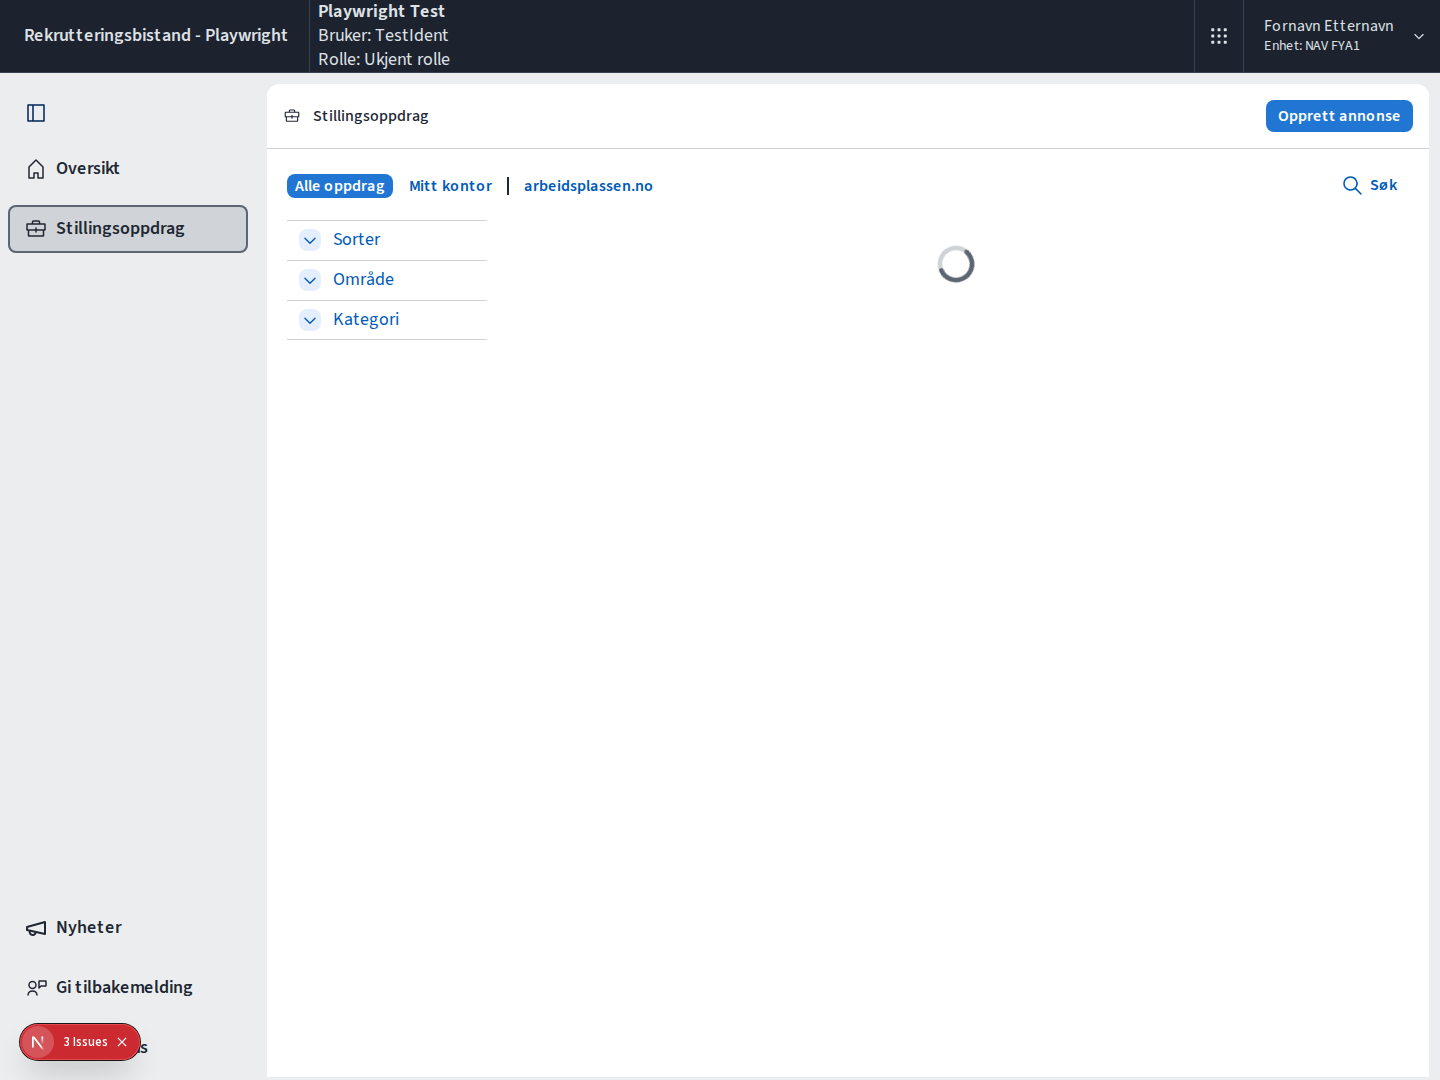 Rekrutteringsbistand - Playwright
Playwright Test
Bruker: TestIdent
Rolle: Ukjent rolle
Fornavn Etternavn
Enhet: NAV FYA1
Oversikt
Stillingsoppdrag
Stillingsoppdrag
Opprett annonse
Alle oppdrag
Mitt kontor
arbeidsplassen.no
Søk
Sorter
Område
Kategori
Nyheter
Gi tilbakemelding
3 Issues